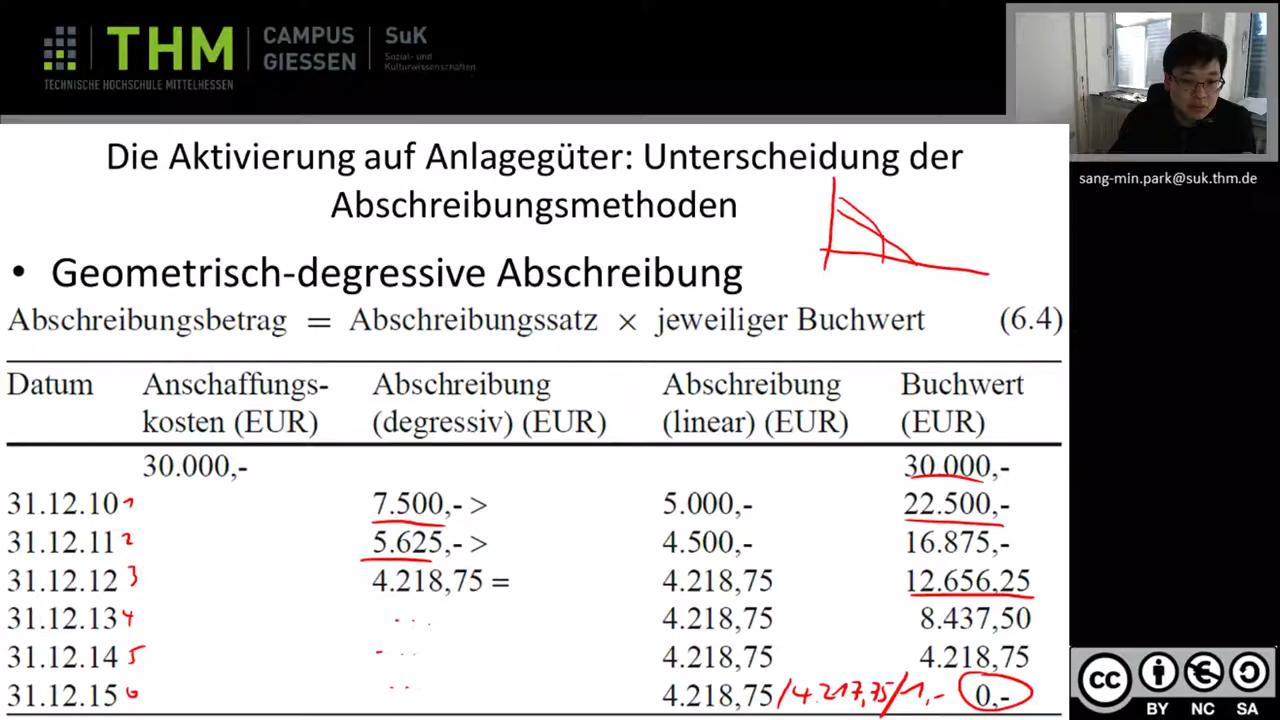 THM CAMPUS GIESSEN SuK
Sozial- und Kulturwissenschaften
TECHNISCHE HOCHSCHULE MITTELHESSEN
sang-min.park@suk.thm.de
Die Aktivierung auf Anlagegüter: Unterscheidung der
Abschreibungsmethoden
• Geometrisch-degressive Abschreibung
Abschreibungsbetrag = Abschreibungssatz × jeweiliger Buchwert (6.4)
Datum Anschaffungs- Abschreibung Abschreibung Buchwert
kosten (EUR) (degressiv) (EUR) (linear) (EUR) (EUR)
30.000,- 30.000,-
31.12.10 1 7.500,- > 5.000,- 22.500,-
31.12.11 2 5.625,- > 4.500,- 16.875,-
31.12.12 3 4.218,75 = 4.218,75 12.656,25
31.12.13 4 ... 4.218,75 8.437,50
31.12.14 5 ... 4.218,75 4.218,75
31.12.15 6 .. 4.218,75 /4.217,75/1,- 0,-
cc BY NC SA